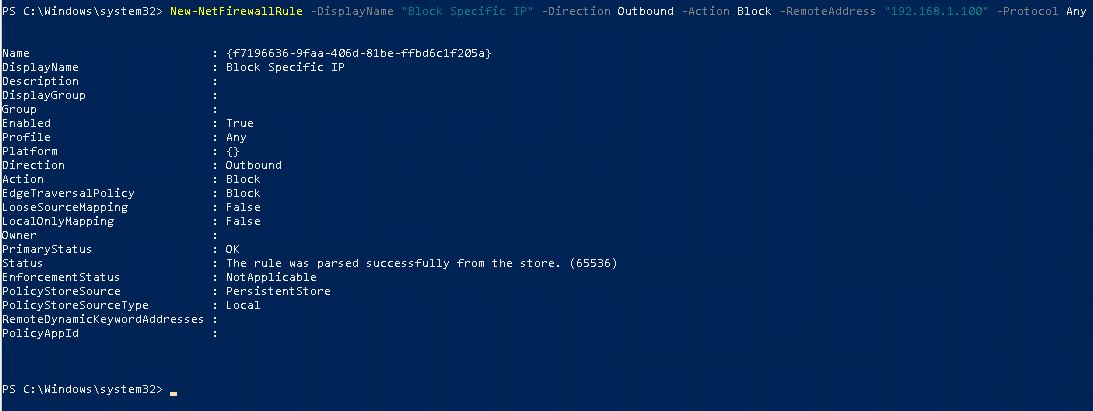 PS C:\Windows\system32> New-NetFirewallRule -DisplayName "Block Specific IP" -Direction Outbound -Action Block -RemoteAddress "192.168.1.100" -Protocol Any
Name : {f7196636-9faa-406d-81be-ffbd6c1f205a}
DisplayName : Block Specific IP
Description :
DisplayGroup :
Group :
Enabled : True
Profile : Any
Platform : {}
Direction : Outbound
Action : Block
EdgeTraversalPolicy : Block
LooseSourceMapping : False
LocalOnlyMapping : False
Owner :
PrimaryStatus : OK
Status : The rule was parsed successfully from the store. (65536)
EnforcementStatus : NotApplicable
PolicyStoreSource : PersistentStore
PolicyStoreSourceType : Local
RemoteDynamicKeywordAddresses :
PolicyAppId :
PS C:\Windows\system32> _